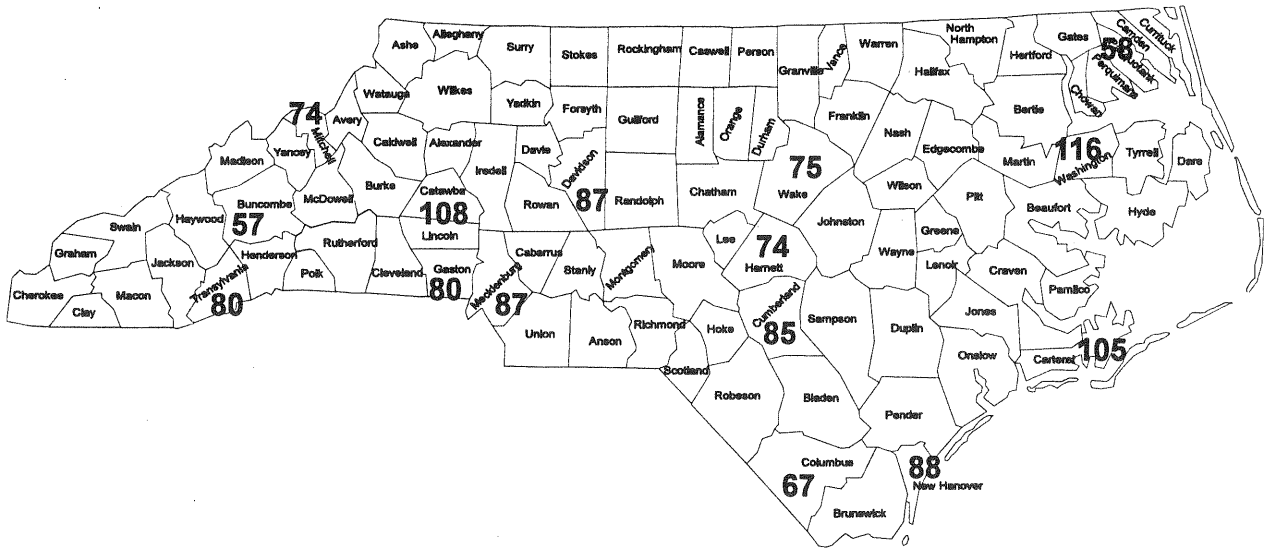 Ashe
Alleghany
Surry
Stokes
Rockingham
Caswell
Person
Granville
Vance
Warren
North
Hampton
Halifax
Hertford
Gates
Camden
Currituck
58
Perquimans
Chowan
Watauga
Wilkes
Yadkin
Forsyth
Guilford
Alamance
Orange
Durham
Franklin
Nash
Edgecombe
Bertie
74
Mitchell
Avery
Caldwell
Alexander
Iredell
Davie
Davidson
87
Randolph
Chatham
75
Wake
Wilson
Martin
116
Washington
Tyrrell
Dare
Madison
Yancey
McDowell
Burke
Catawba
108
Lincoln
Rowan
Johnston
Pitt
Beaufort
Hyde
Swain
Haywood
Buncombe
57
Graham
Jackson
Henderson
Rutherford
Polk
Cleveland
Gaston
80
Mecklenburg
87
Cabarrus
Stanly
Montgomery
Moore
Lee
74
Harnett
Wayne
Greene
Lenoir
Craven
Pamlico
Cherokee
Clay
Macon
Transylvania
80
Union
Anson
Richmond
Scotland
Hoke
Cumberland
85
Sampson
Duplin
Jones
Onslow
Carteret
105
Robeson
Bladen
Pender
Columbus
67
Brunswick
88
New Hanover